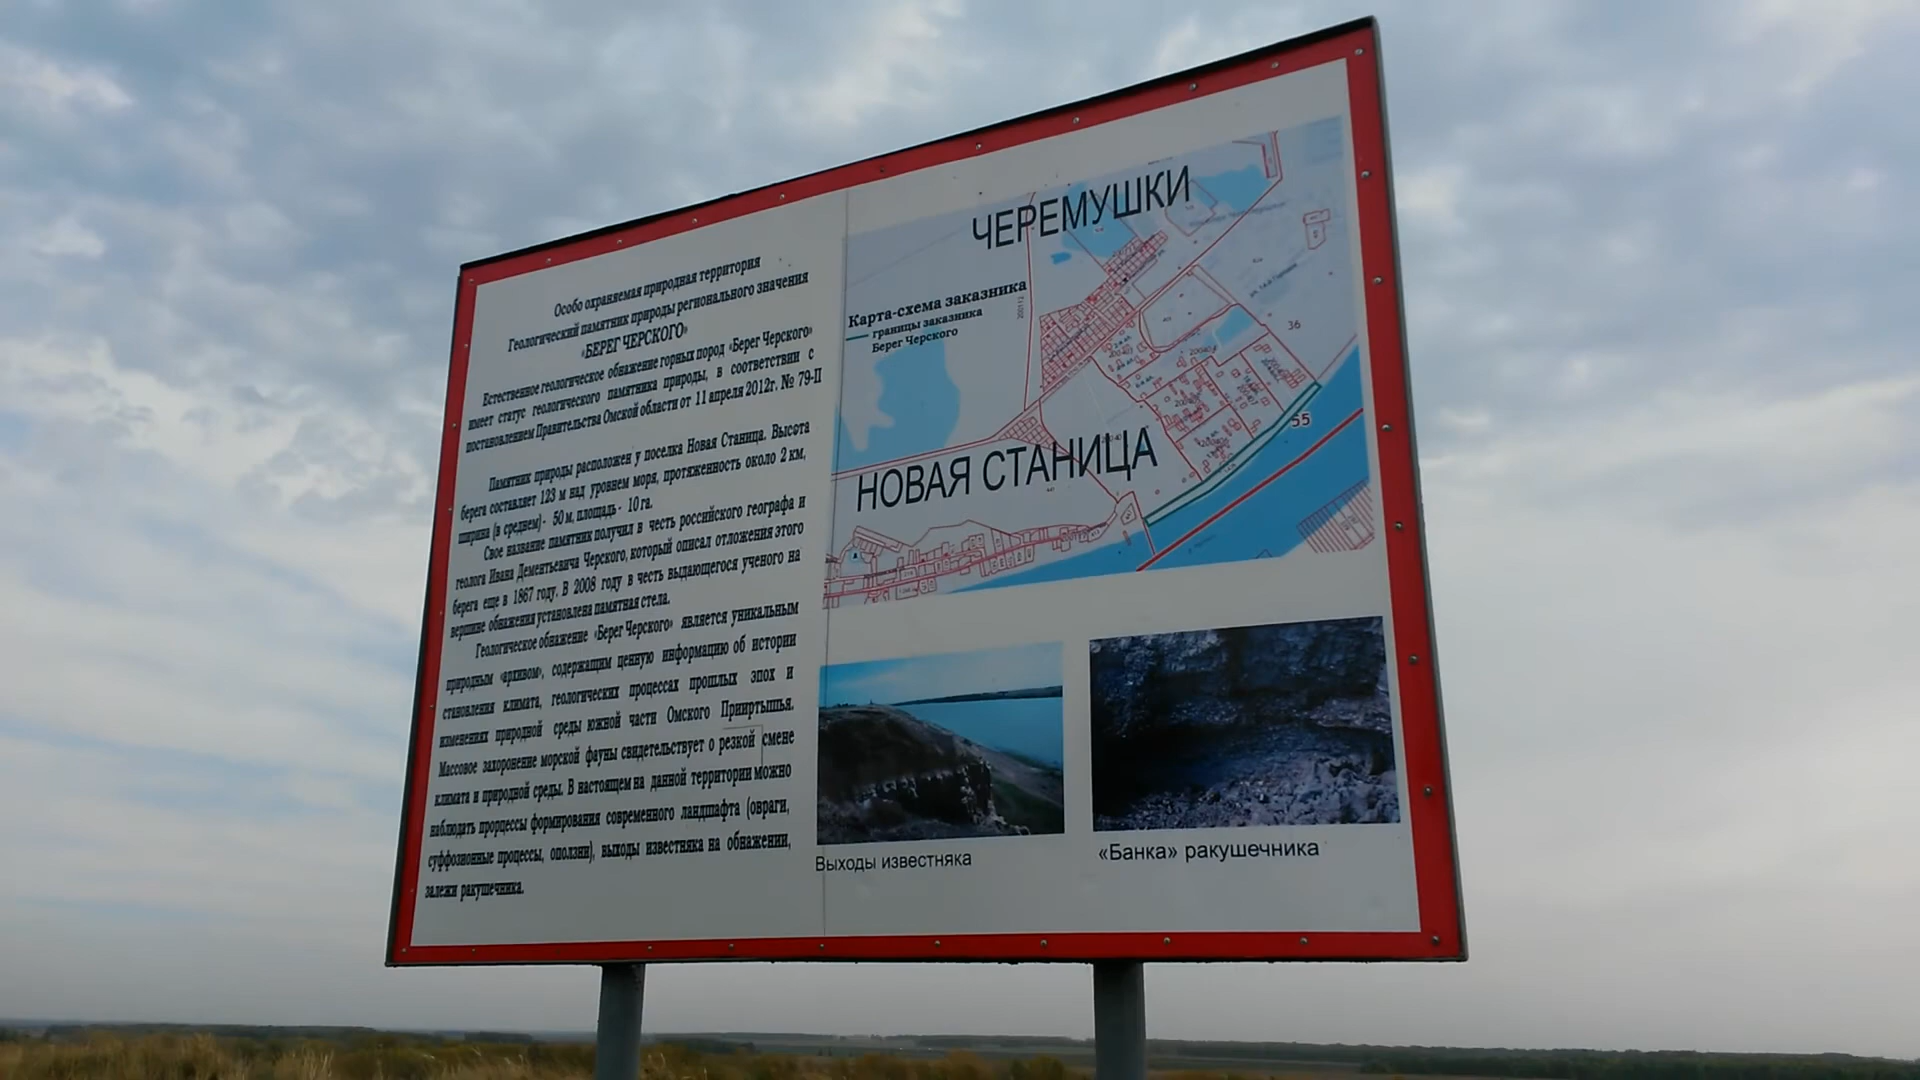 Особо охраняемая природная территория
Геологический памятник природы регионального значения
«БЕРЕГ ЧЕРСКОГО»
Естественное геологическое обнажение горных пород «Берег Черского»
имеет статус геологического памятника природы, в соответствии с
постановлением Правительства Омской области от 11 апреля 2012г. № 79-П
Памятник природы расположен у поселка Новая Станица. Высота
берега составляет 123 м над уровнем моря, протяженность около 2 км,
ширина (в среднем) - 50 м, площадь - 10 га.
Свое название памятник получил в честь российского географа и
геолога Ивана Дементьевича Черского, который описал отложения этого
берега еще в 1867 году. В 2008 году в честь выдающегося ученого на
вершине обнажения установлена памятная стела.
Геологическое обнажение «Берег Черского» является уникальным
природным «архивом», содержащим ценную информацию об истории
становления климата, геологических процессах прошлых эпох и
изменениях природной среды южной части Омского Прииртышья.
Массовое захоронение морской фауны свидетельствует о резкой смене
климата и природной среды. В настоящем на данной территории можно
наблюдать прорцессы формирования современного ландшафта (овраги,
суффозионные процессы, оползни), выходы известняка на обнажении,
залежи ракушечника.
ЧЕРЕМУШКИ
Карта-схема заказника
границы заказника
Берег Черского
36
55
НОВАЯ СТАНИЦА
Выходы известняка
«Банка» ракушечника